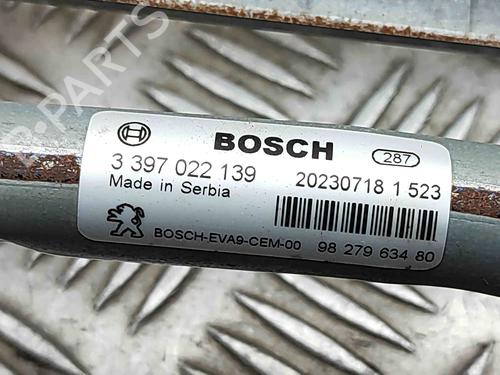 B-PARTS
BOSCH
287
3 397 022 139
20230718 1 523
Made in Serbia
BOSCH-EVA9-CEM-00
98 279 634 80